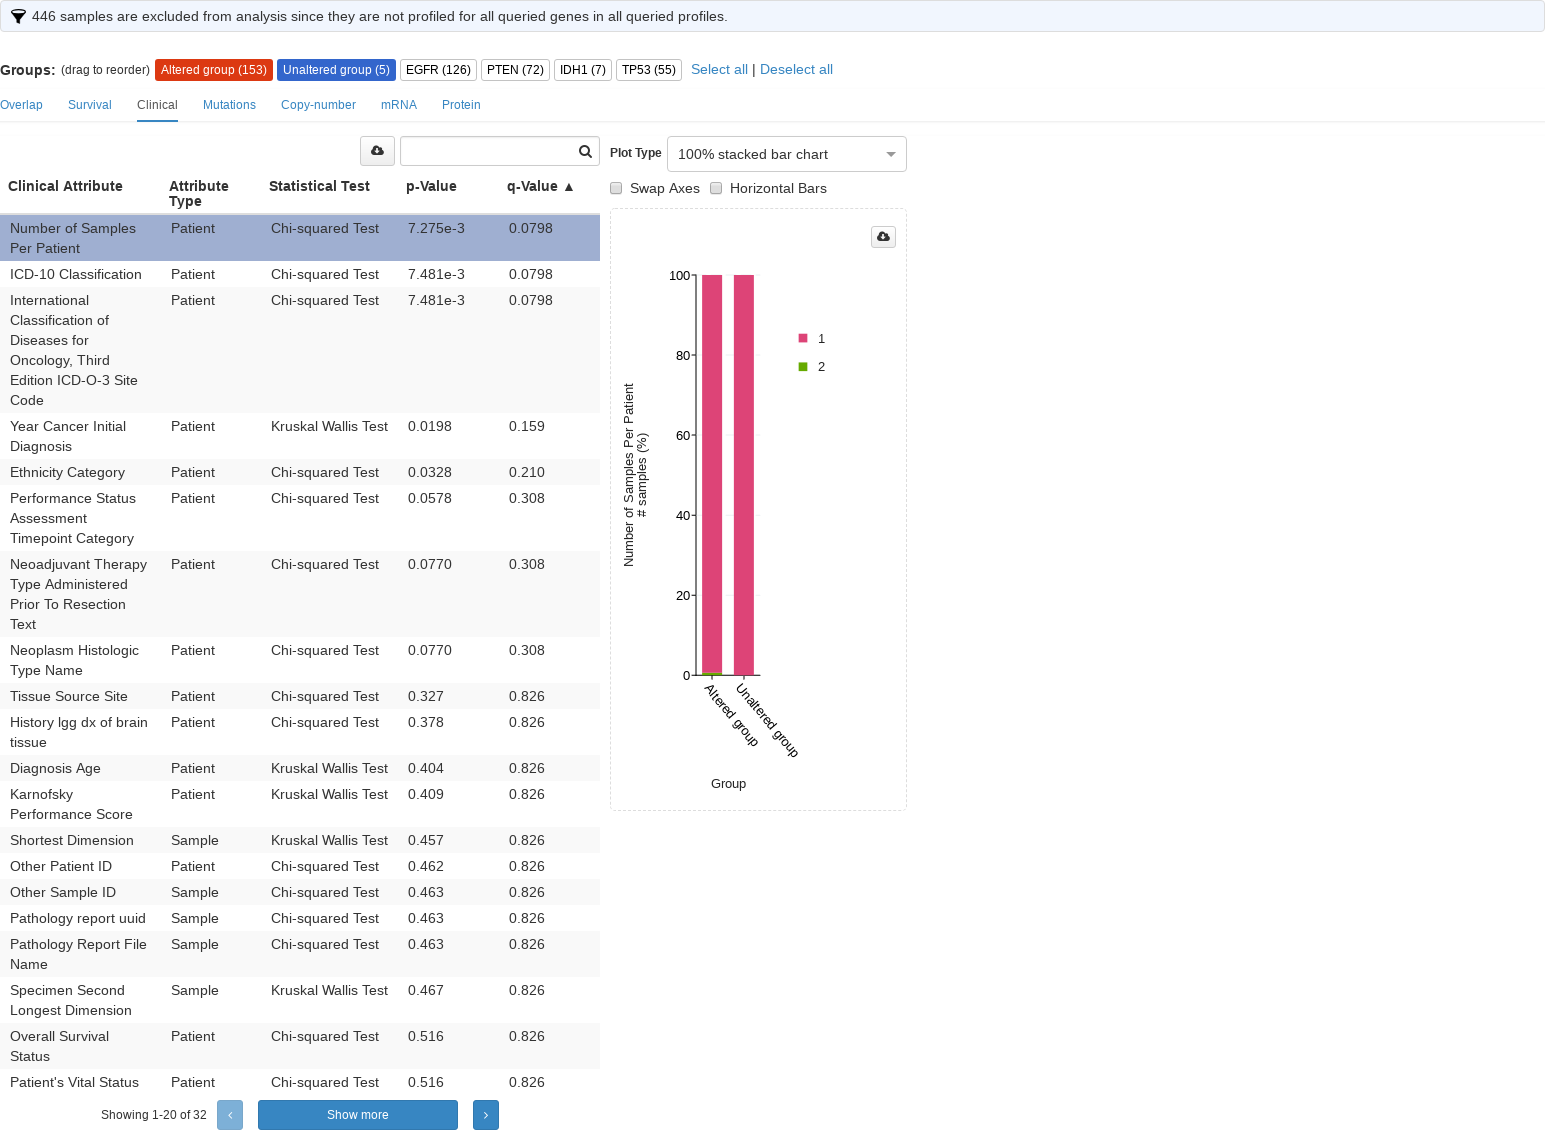 446 samples are excluded from analysis since they are not profiled for all queried genes in all queried profiles.
Groups: (drag to reorder) Altered group (153) Unaltered group (5) EGFR (126) PTEN (72) IDH1 (7) TP53 (55) Select all | Deselect all
Overlap Survival Clinical Mutations Copy-number mRNA Protein
Clinical Attribute Attribute Type Statistical Test p-Value q-Value ▲
Number of Samples Per Patient Patient Chi-squared Test 7.275e-3 0.0798
ICD-10 Classification Patient Chi-squared Test 7.481e-3 0.0798
International Classification of Diseases for Oncology, Third Edition ICD-O-3 Site Code Patient Chi-squared Test 7.481e-3 0.0798
Year Cancer Initial Diagnosis Patient Kruskal Wallis Test 0.0198 0.159
Ethnicity Category Patient Chi-squared Test 0.0328 0.210
Performance Status Assessment Timepoint Category Patient Chi-squared Test 0.0578 0.308
Neoadjuvant Therapy Type Administered Prior To Resection Text Patient Chi-squared Test 0.0770 0.308
Neoplasm Histologic Type Name Patient Chi-squared Test 0.0770 0.308
Tissue Source Site Patient Chi-squared Test 0.327 0.826
History lgg dx of brain tissue Patient Chi-squared Test 0.378 0.826
Diagnosis Age Patient Kruskal Wallis Test 0.404 0.826
Karnofsky Performance Score Patient Kruskal Wallis Test 0.409 0.826
Shortest Dimension Sample Kruskal Wallis Test 0.457 0.826
Other Patient ID Patient Chi-squared Test 0.462 0.826
Other Sample ID Sample Chi-squared Test 0.463 0.826
Pathology report uuid Sample Chi-squared Test 0.463 0.826
Pathology Report File Name Sample Chi-squared Test 0.463 0.826
Specimen Second Longest Dimension Sample Kruskal Wallis Test 0.467 0.826
Overall Survival Status Patient Chi-squared Test 0.516 0.826
Patient's Vital Status Patient Chi-squared Test 0.516 0.826
Showing 1-20 of 32 ‹ Show more ›
Plot Type 100% stacked bar chart
Swap Axes Horizontal Bars
Number of Samples Per Patient
# samples (%)
100
80
60
40
20
0
1
2
Altered group
Unaltered group
Group